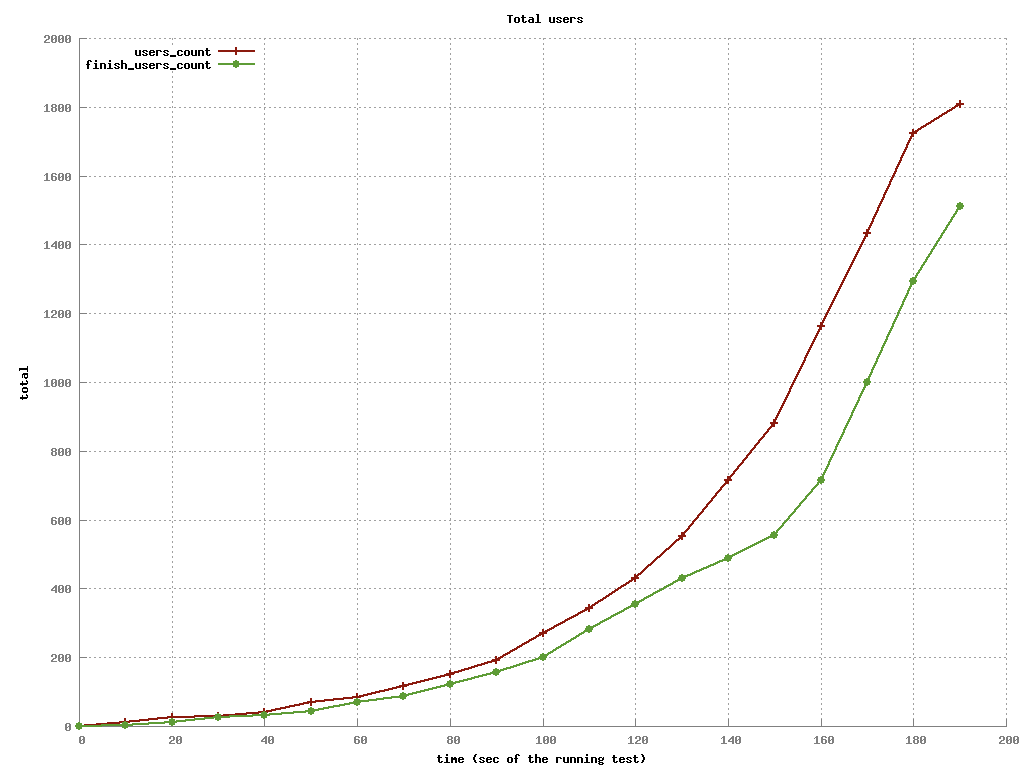 Total users
users_count
finish_users_count
2000
1800
1600
1400
1200
1000
800
600
400
200
0
total
0 20 40 60 80 100 120 140 160 180 200
time (sec of the running test)